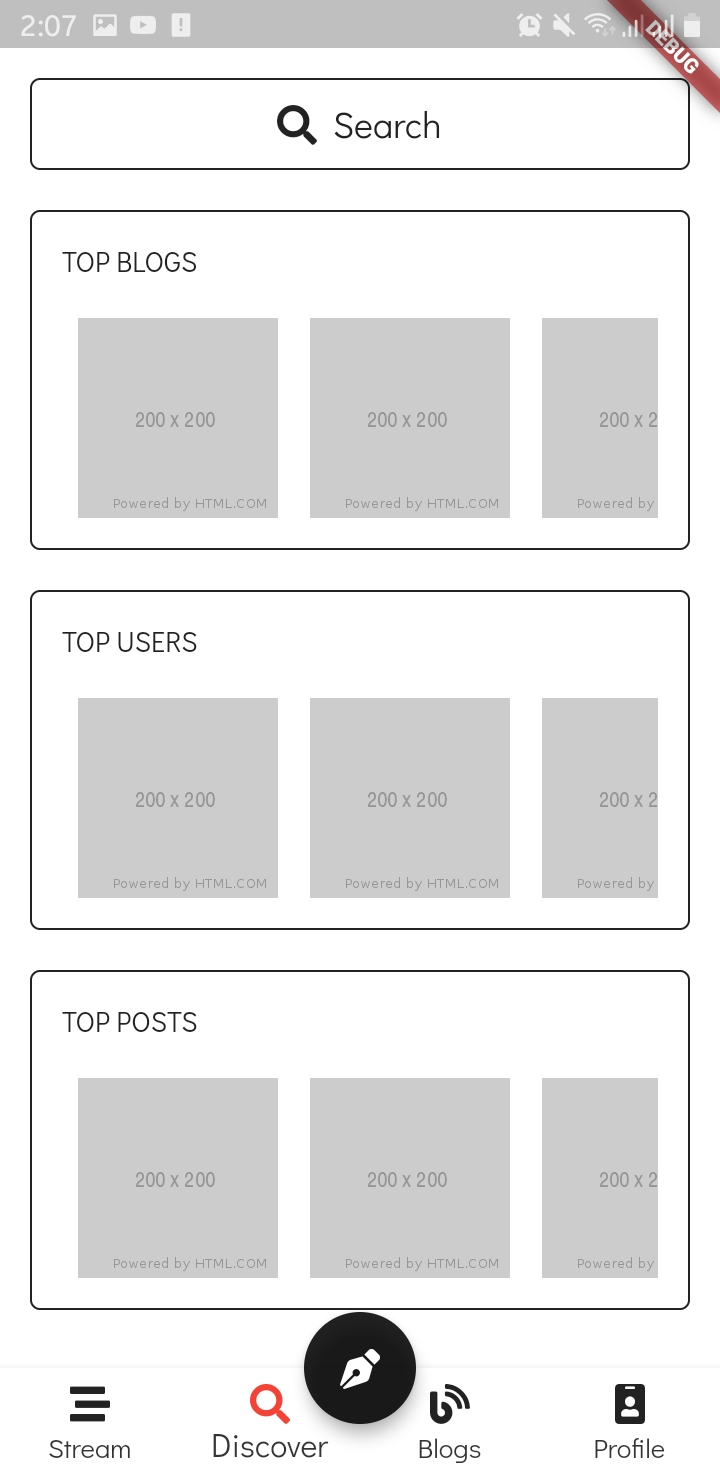 2:07
DEBUG
Search
TOP BLOGS
200 x 200
200 x 200
200 x 2
Powered by HTML.COM
Powered by HTML.COM
Powered by
TOP USERS
200 x 200
200 x 200
200 x 2
Powered by HTML.COM
Powered by HTML.COM
Powered by
TOP POSTS
200 x 200
200 x 200
200 x 2
Powered by HTML.COM
Powered by HTML.COM
Powered by
Stream
Discover
Blogs
Profile